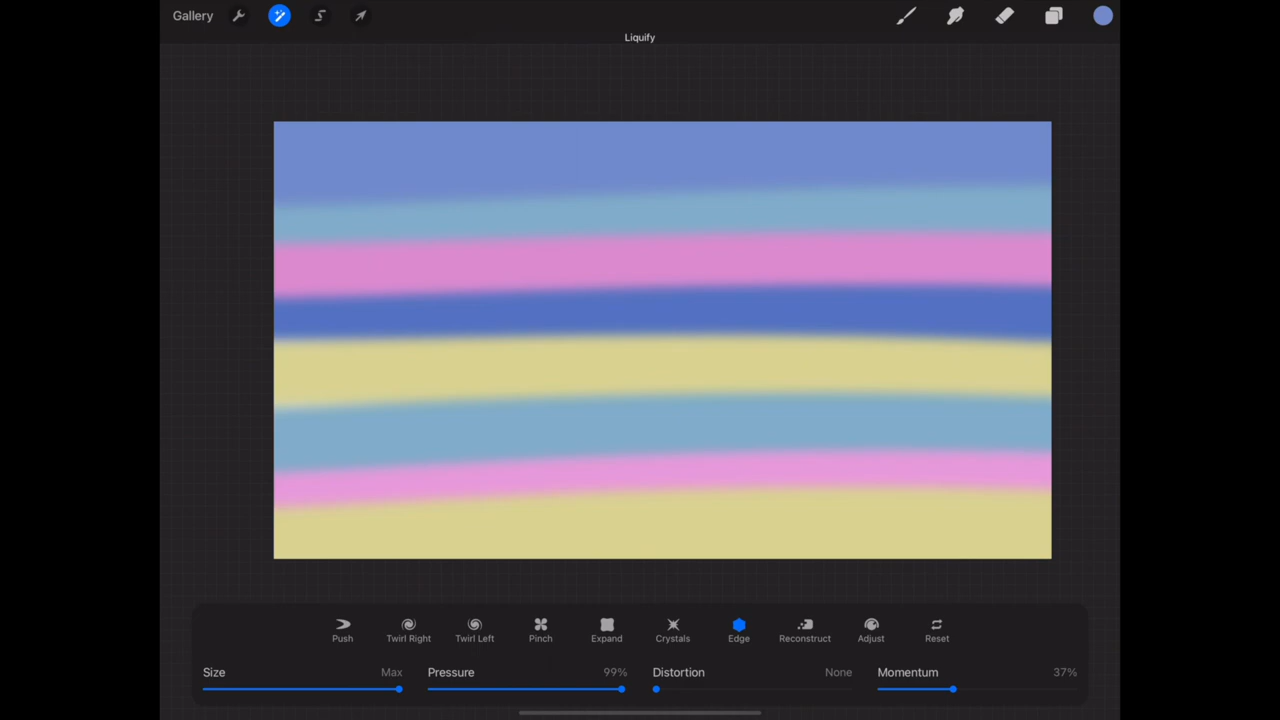 Gallery
Liquify
Push Twirl Right Twirl Left Pinch Expand Crystals Edge Reconstruct Adjust Reset
Size Max Pressure 99% Distortion None Momentum 37%